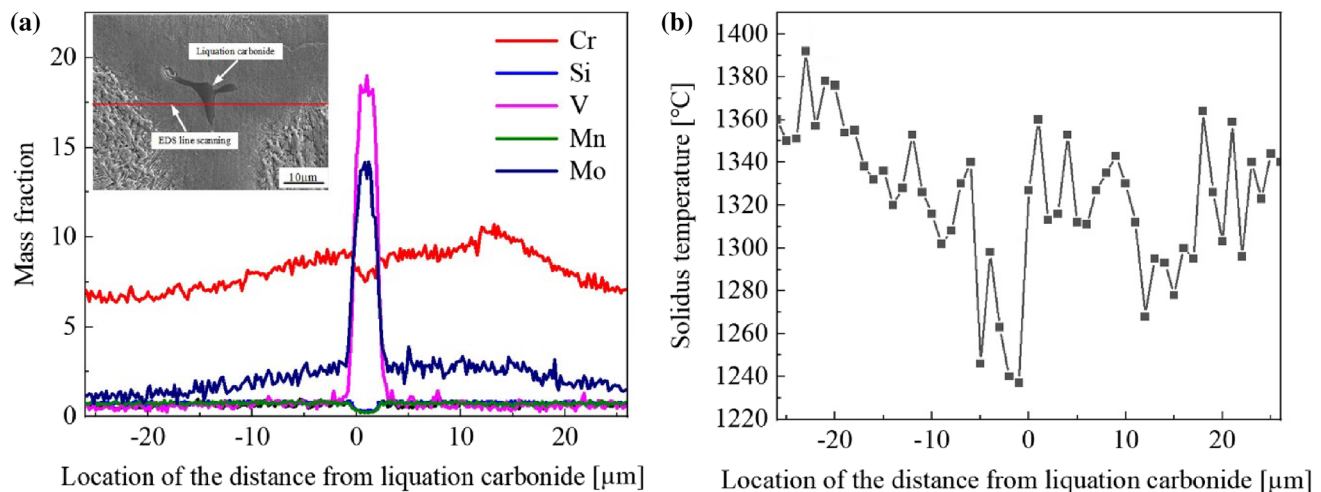 (a)
20
15
10
5
0
Mass fraction
Liquation carbonide
EDS line scanning
10μm
Cr
Si
V
Mn
Mo
-20
-10
0
10
20
Location of the distance from liquation carbonide [μm]
(b)
1400
1380
1360
1340
1320
1300
1280
1260
1240
1220
Solidus temperature [℃]
-20
-10
0
10
20
Location of the distance from liquation carbonide [μm]